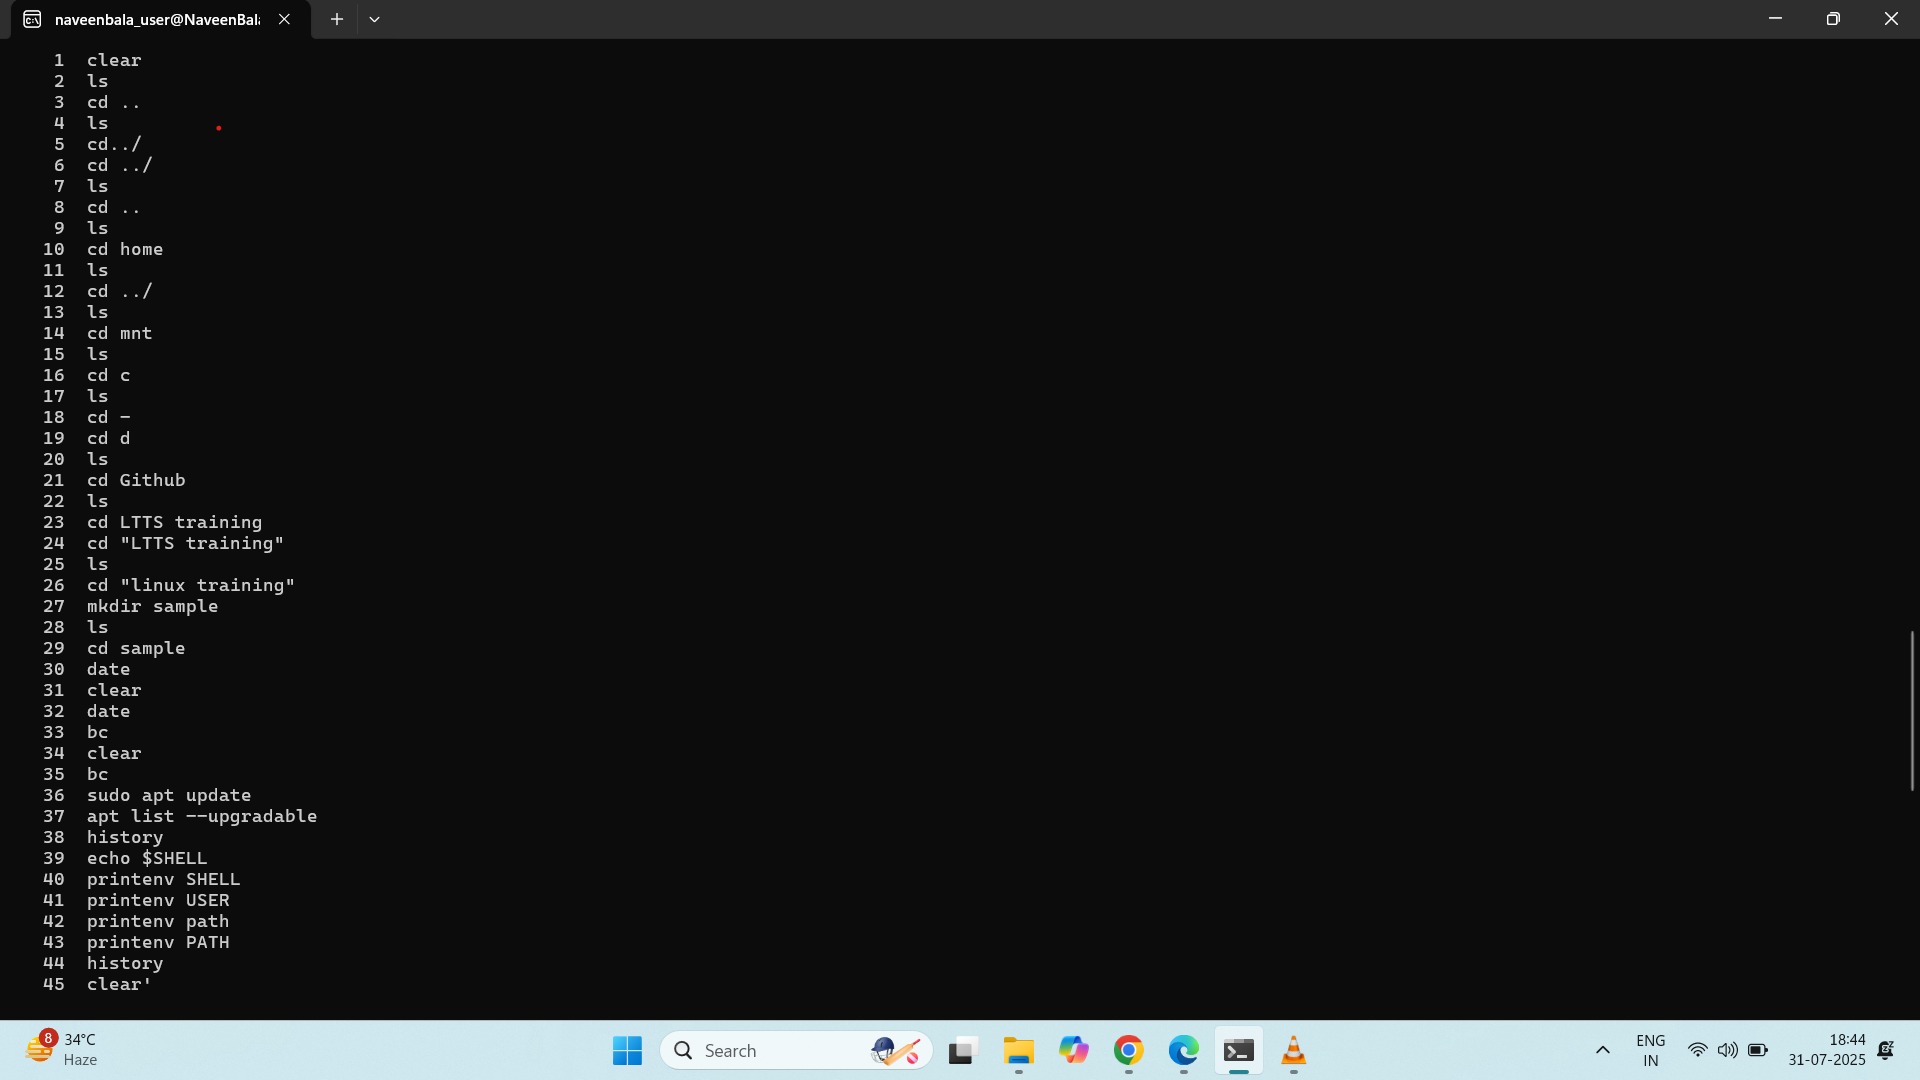 naveenbala_user@NaveenBal
1 clear
2 ls
3 cd ..
4 ls
5 cd../
6 cd ../
7 ls
8 cd ..
9 ls
10 cd home
11 ls
12 cd ../
13 ls
14 cd mnt
15 ls
16 cd c
17 ls
18 cd -
19 cd d
20 ls
21 cd Github
22 ls
23 cd LTTS training
24 cd "LTTS training"
25 ls
26 cd "linux training"
27 mkdir sample
28 ls
29 cd sample
30 date
31 clear
32 date
33 bc
34 clear
35 bc
36 sudo apt update
37 apt list --upgradable
38 history
39 echo $SHELL
40 printenv SHELL
41 printenv USER
42 printenv path
43 printenv PATH
44 history
45 clear'
8
34°C
Haze
Search
ENG
IN
18:44
31-07-2025